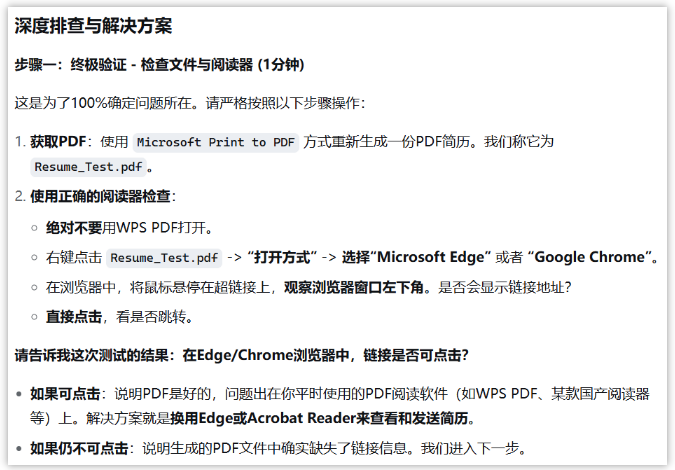 深度排查与解决方案
步骤一：终极验证 - 检查文件与阅读器 (1分钟)
这是为了100%确定问题所在。请严格按照以下步骤操作：
1. 获取PDF：使用 Microsoft Print to PDF 方式重新生成一份PDF简历。我们称它为
Resume_Test.pdf。
2. 使用正确的阅读器检查：
绝对不要用WPS PDF打开。
右键点击 Resume_Test.pdf -> “打开方式” -> 选择“Microsoft Edge” 或者 “Google Chrome”。
在浏览器中，将鼠标悬停在超链接上，观察浏览器窗口左下角。是否会显示链接地址？
直接点击，看是否跳转。
请告诉我这次测试的结果：在Edge/Chrome浏览器中，链接是否可点击？
如果可点击：说明PDF是好的，问题出在你平时使用的PDF阅读软件（如WPS PDF、某款国产阅读器
等）上。解决方案就是换用Edge或Acrobat Reader来查看和发送简历。
如果仍不可点击：说明生成的PDF文件中确实缺失了链接信息。我们进入下一步。